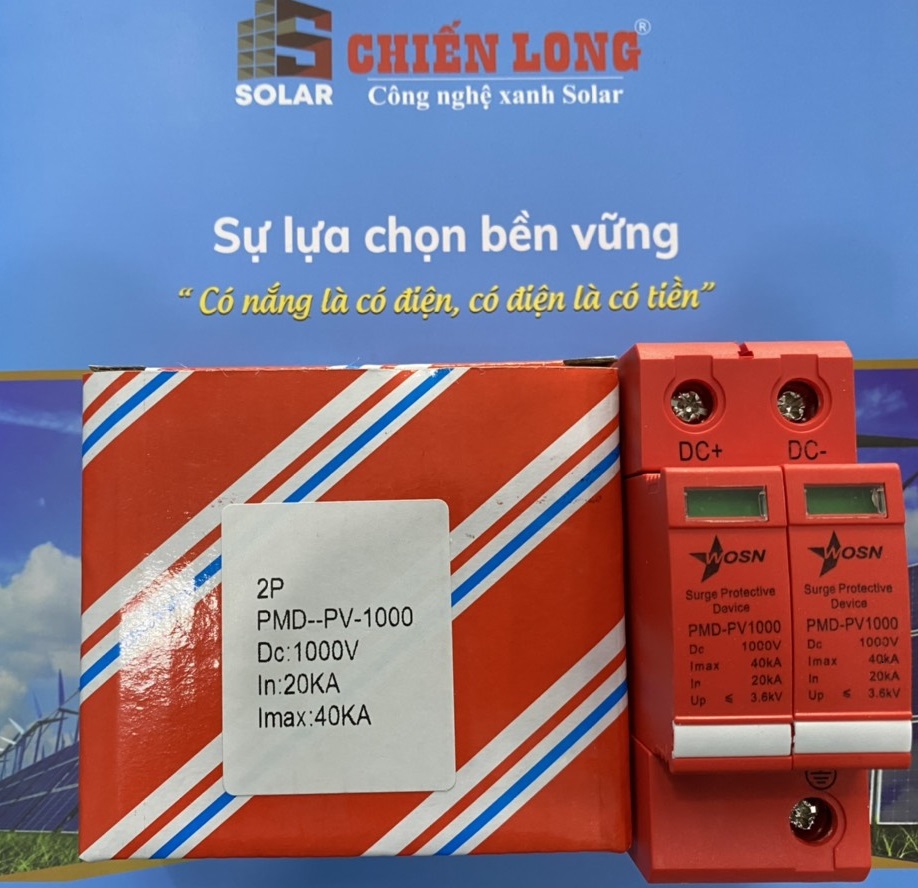 CHIẾN LONG®
SOLAR
Công nghệ xanh Solar
Sự lựa chọn bền vững
“ Có nắng là có điện, có điện là có tiền”
2P
PMD--PV-1000
Dc:1000V
In:20KA
Imax:40KA
DC+ DC-
WOSN
Surge Protective
Device
PMD-PV1000
Dc 1000V
Imax 40kA
In 20kA
Up ≤ 3.6kV
WOSN
Surge Protective
Device
PMD-PV1000
Dc 1000V
Imax 40kA
In 20kA
Up ≤ 3.6kV